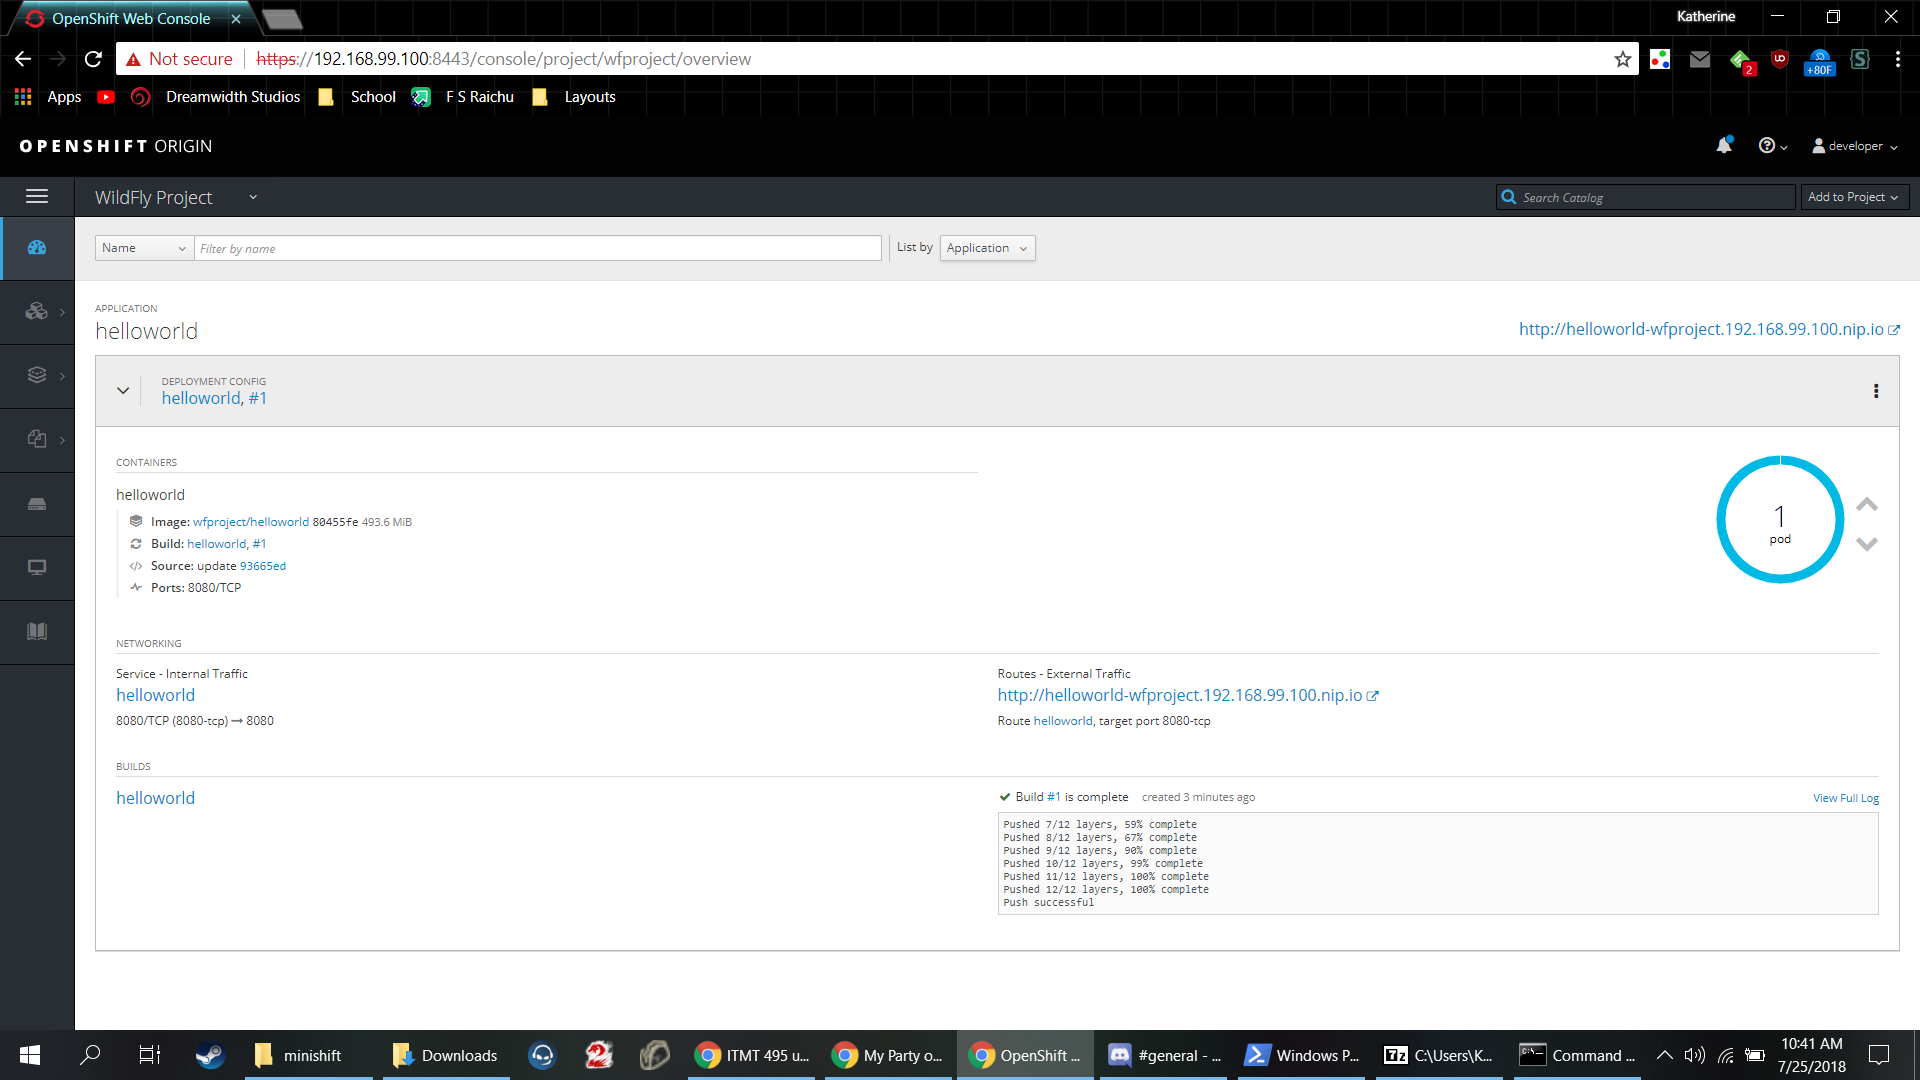 OpenShift Web Console
Katherine
Not secure https://192.168.99.100:8443/console/project/wfproject/overview
2
+80F
Apps Dreamwidth Studios School F S Raichu Layouts
OPENSHIFT ORIGIN
developer
WildFly Project
Search Catalog
Add to Project
Name Filter by name List by Application
APPLICATION
helloworld
http://helloworld-wfproject.192.168.99.100.nip.io
DEPLOYMENT CONFIG
helloworld, #1
CONTAINERS
helloworld
Image: wfproject/helloworld 80455fe 493.6 MiB
Build: helloworld, #1
Source: update 93665ed
Ports: 8080/TCP
1
pod
NETWORKING
Service - Internal Traffic
helloworld
8080/TCP (8080-tcp) → 8080
Routes - External Traffic
http://helloworld-wfproject.192.168.99.100.nip.io
Route helloworld, target port 8080-tcp
BUILDS
helloworld
Build #1 is complete created 3 minutes ago
View Full Log
Pushed 7/12 layers, 59% complete
Pushed 8/12 layers, 67% complete
Pushed 9/12 layers, 90% complete
Pushed 10/12 layers, 99% complete
Pushed 11/12 layers, 100% complete
Pushed 12/12 layers, 100% complete
Push successful
minishift
Downloads
ITMT 495 u...
My Party o...
OpenShift ...
#general - ...
Windows P...
7z C:\Users\K...
Command ...
10:41 AM
7/25/2018